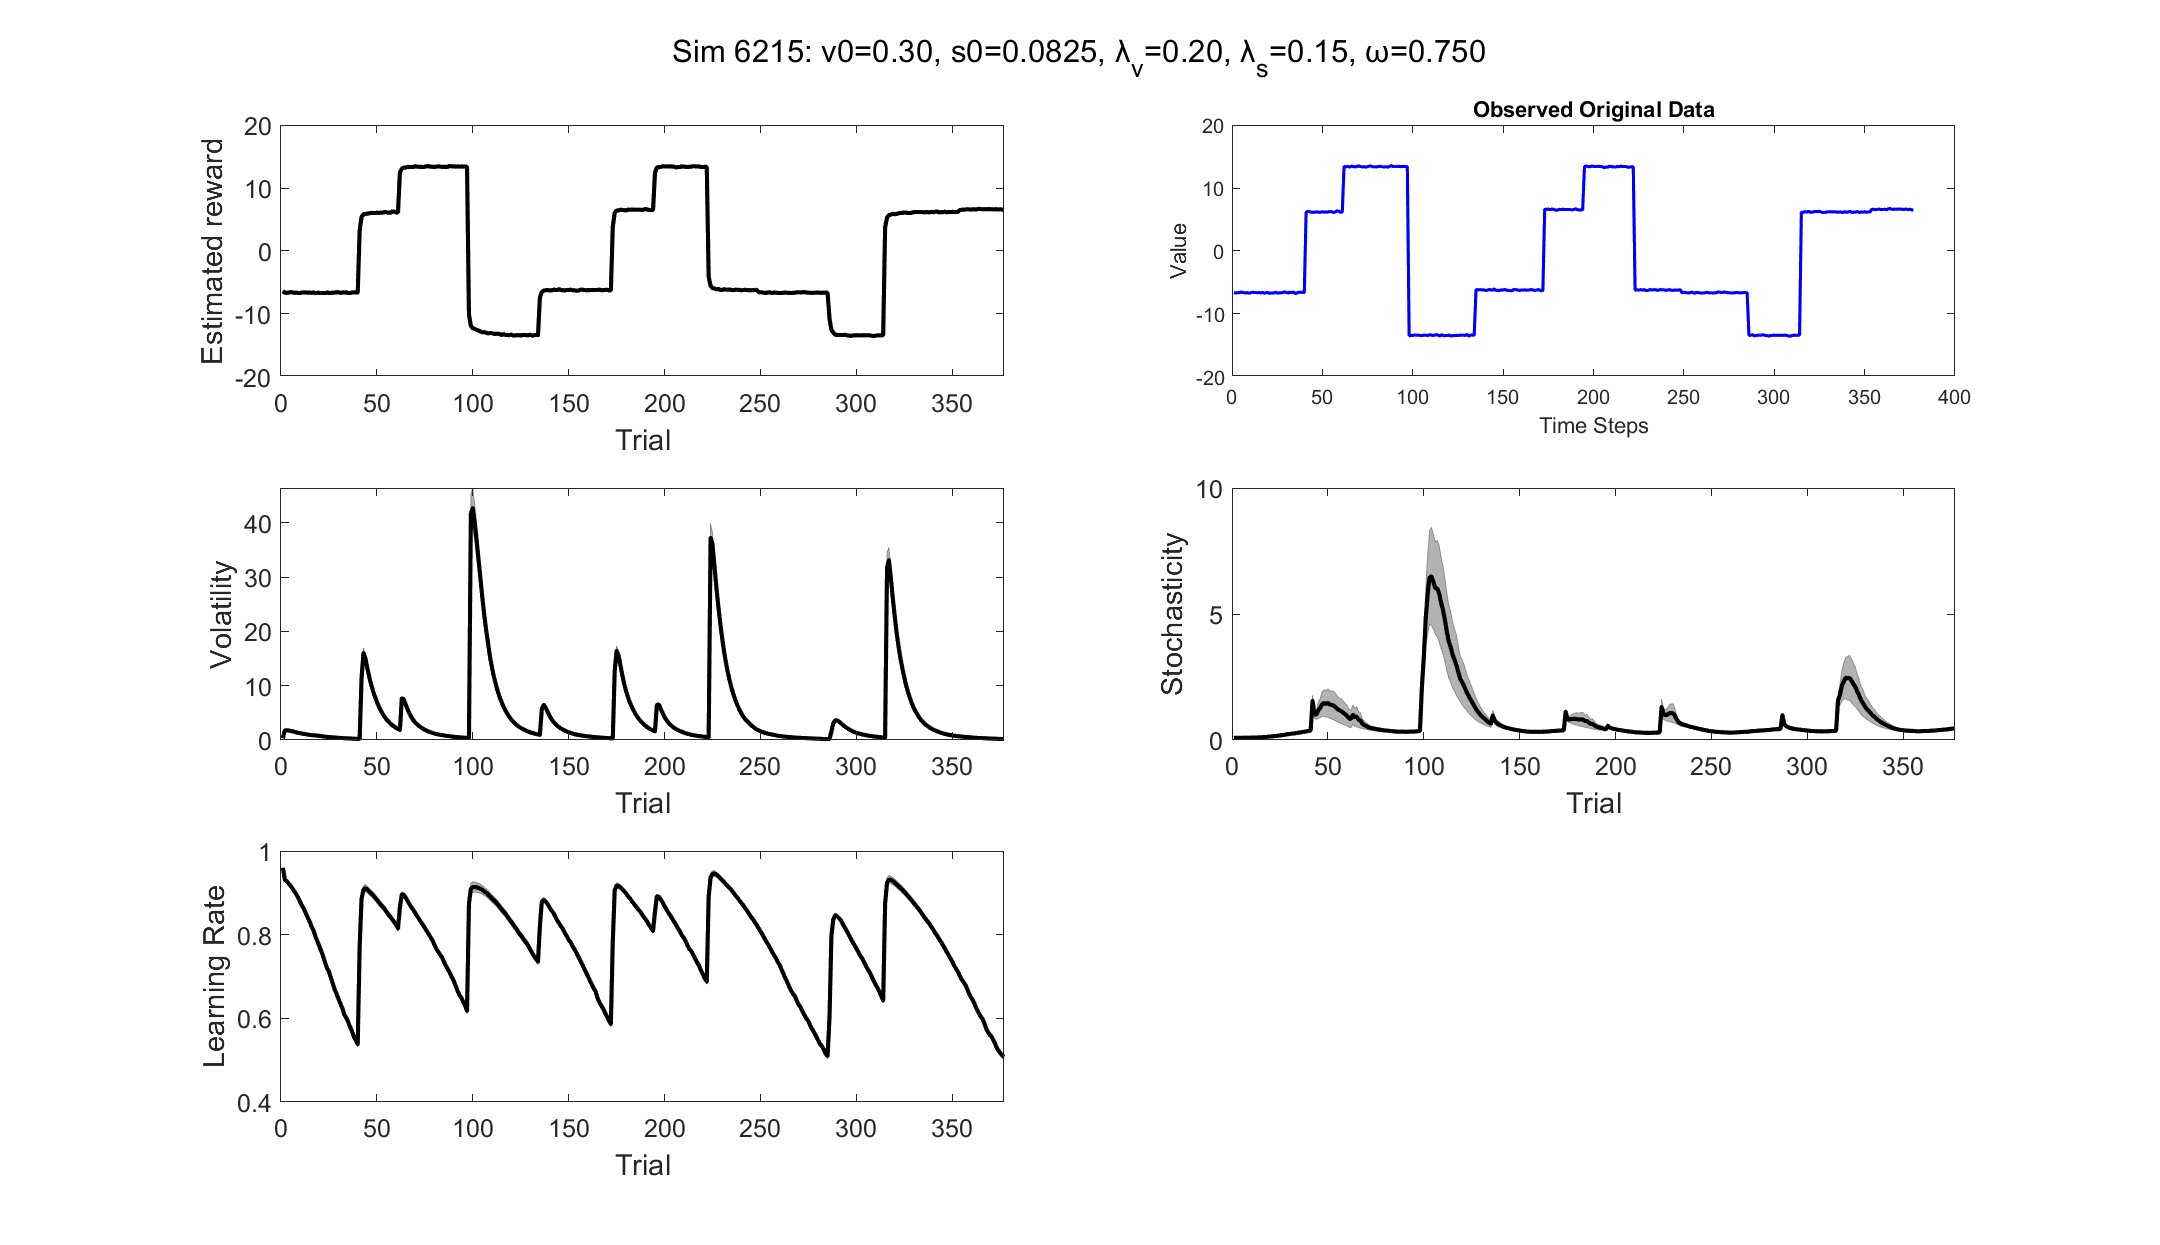 Sim 6215: v0=0.30, s0=0.0825, λ_v=0.20, λ_s=0.15, ω=0.750
Estimated reward
20
10
0
-10
-20
0 50 100 150 200 250 300 350
Trial
Observed Original Data
Value
20
10
0
-10
-20
0 50 100 150 200 250 300 350 400
Time Steps
Volatility
40
30
20
10
0
0 50 100 150 200 250 300 350
Trial
Stochasticity
10
5
0
0 50 100 150 200 250 300 350
Trial
Learning Rate
1
0.8
0.6
0.4
0 50 100 150 200 250 300 350
Trial